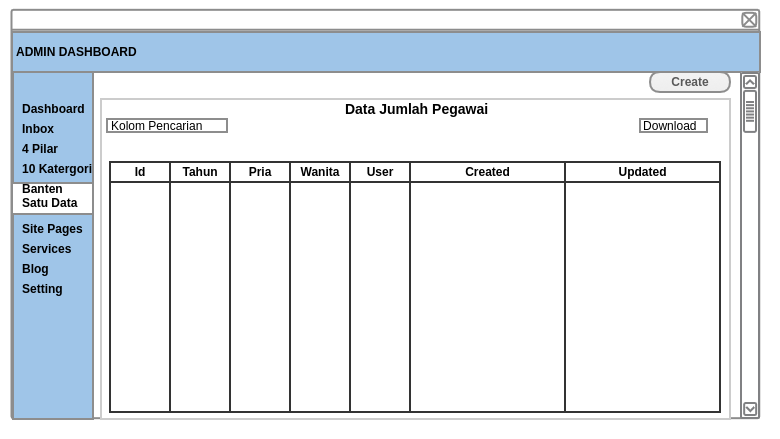 ADMIN DASHBOARD
Dashboard
Inbox
4 Pilar
10 Katergori
Banten
Satu Data
Site Pages
Services
Blog
Setting
Create
Data Jumlah Pegawai
Kolom Pencarian
Download
Id Tahun Pria Wanita User Created Updated